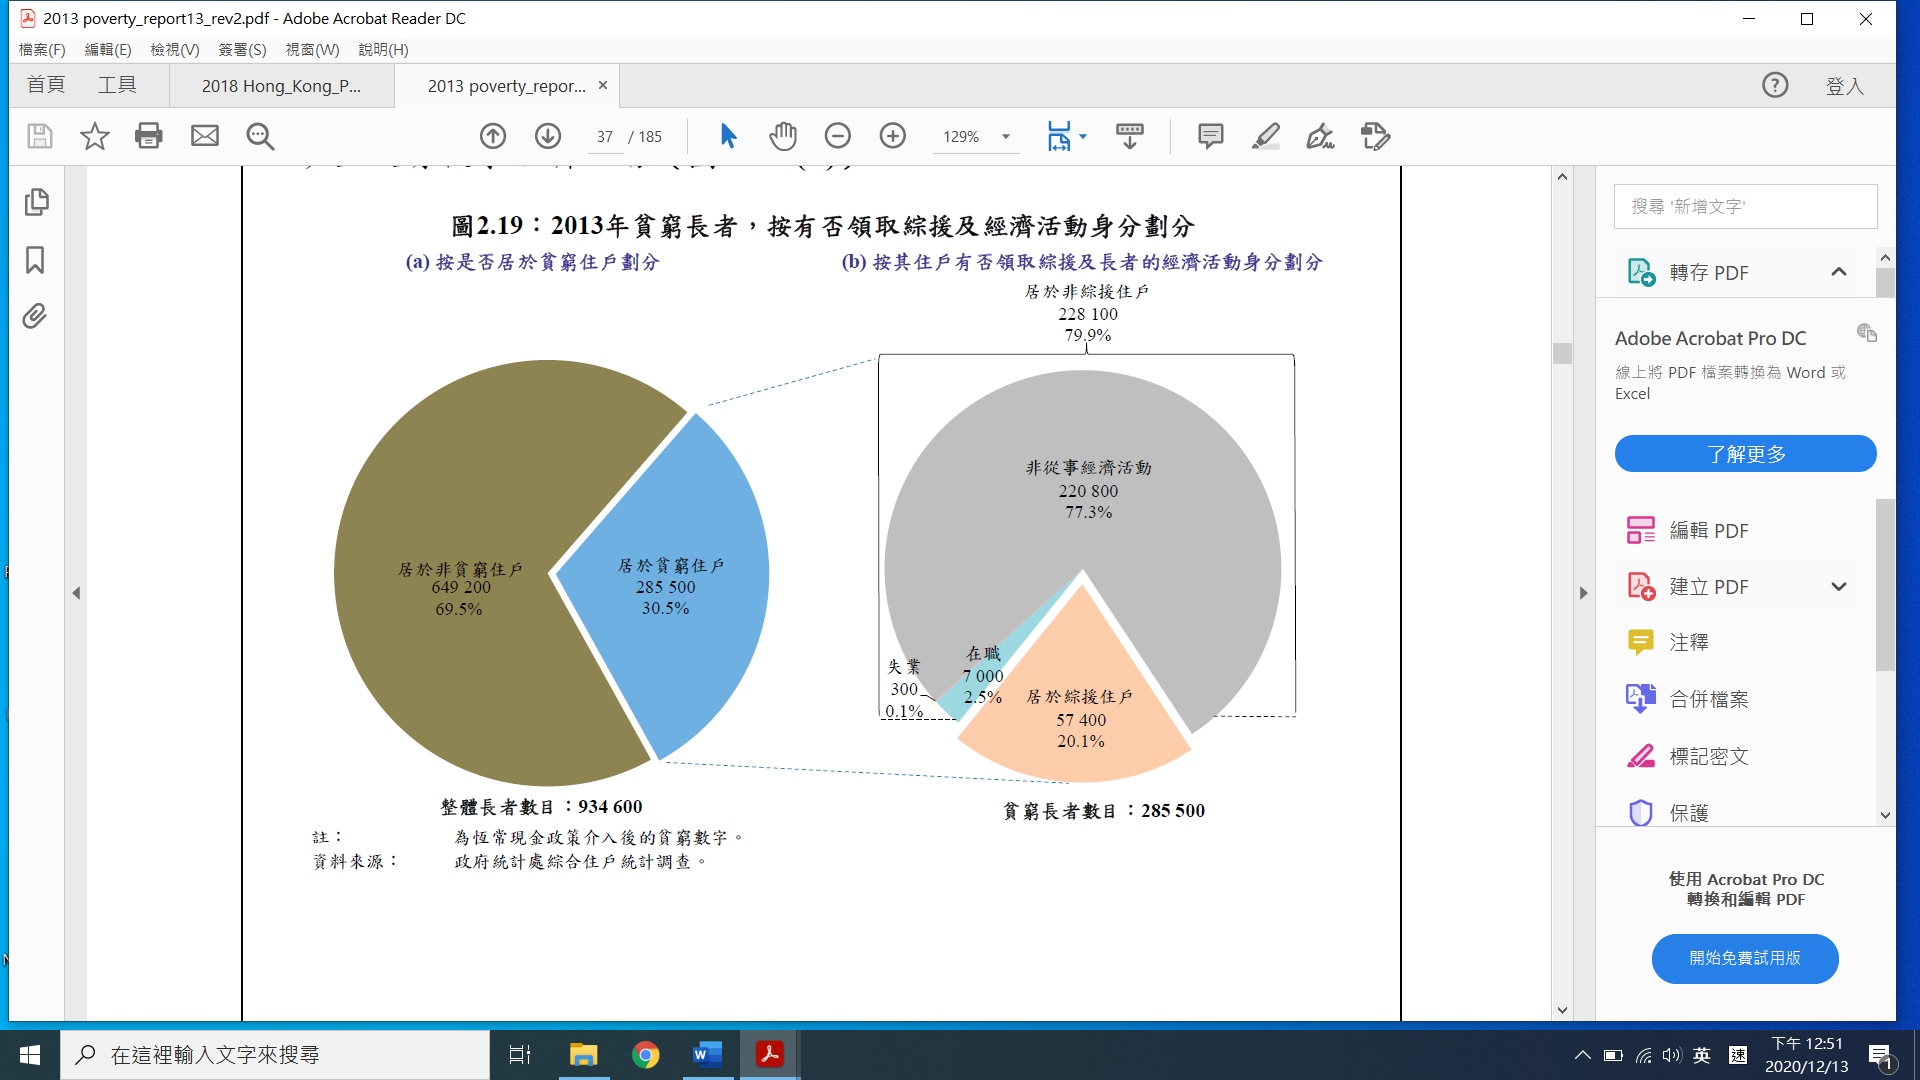 2013 poverty_report13_rev2.pdf - Adobe Acrobat Reader DC
檔案(F) 編輯(E) 檢視(V) 簽署(S) 視窗(W) 說明(H)
首頁 工具 2018 Hong_Kong_P... 2013 poverty_repor... ×
登入
37 / 185
129%
圖2.19：2013年貧窮長者，按有否領取綜援及經濟活動身分劃分
(a) 按是否居於貧窮住戶劃分
(b) 按其住戶有否領取綜援及長者的經濟活動身分劃分
居於非綜援住戶
228 100
79.9%
非從事經濟活動
220 800
77.3%
居於非貧窮住戶
649 200
69.5%
居於貧窮住戶
285 500
30.5%
失業
300
0.1%
在職
7 000
2.5%
居於綜援住戶
57 400
20.1%
整體長者數目：934 600
貧窮長者數目：285 500
註： 為恆常現金政策介入後的貧窮數字。
資料來源： 政府統計處綜合住戶統計調查。
搜尋 '新增文字'
轉存 PDF
Adobe Acrobat Pro DC
線上將 PDF 檔案轉換為 Word 或
Excel
了解更多
編輯 PDF
建立 PDF
注釋
合併檔案
標記密文
保護
使用 Acrobat Pro DC
轉換和編輯 PDF
開始免費試用版
在這裡輸入文字來搜尋
英 速
下午 12:51
2020/12/13
1